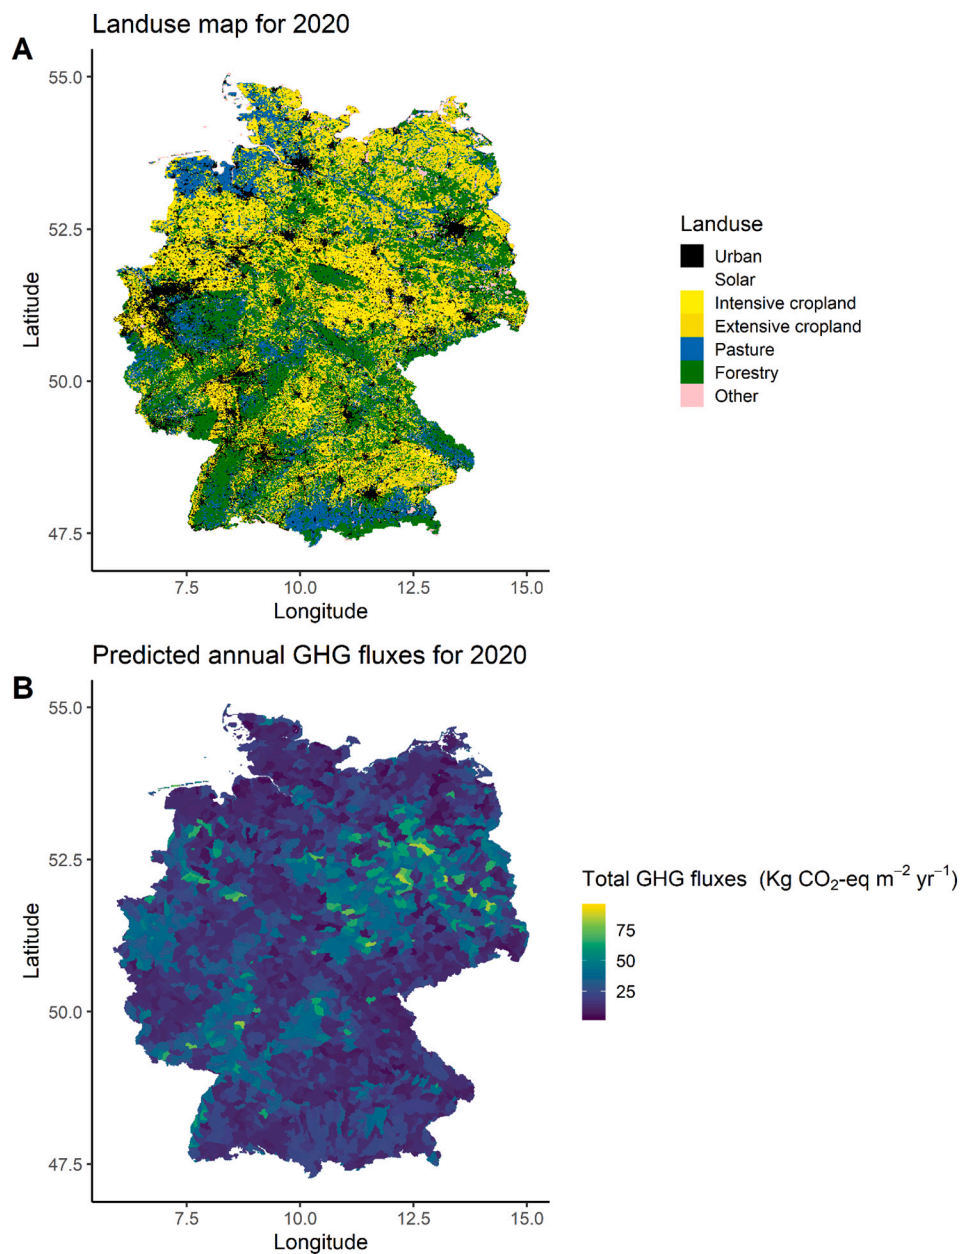 Landuse map for 2020
A
55.0
52.5
50.0
47.5
Latitude
7.5 10.0 12.5 15.0
Longitude
Landuse
Urban
Solar
Intensive cropland
Extensive cropland
Pasture
Forestry
Other
Predicted annual GHG fluxes for 2020
B
55.0
52.5
50.0
47.5
Latitude
7.5 10.0 12.5 15.0
Longitude
Total GHG fluxes (Kg CO₂-eq m⁻² yr⁻¹)
75
50
25